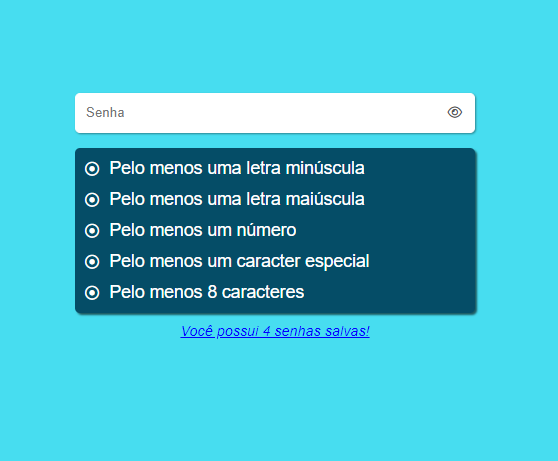 Senha
Pelo menos uma letra minúscula
Pelo menos uma letra maiúscula
Pelo menos um número
Pelo menos um caracter especial
Pelo menos 8 caracteres
Você possui 4 senhas salvas!